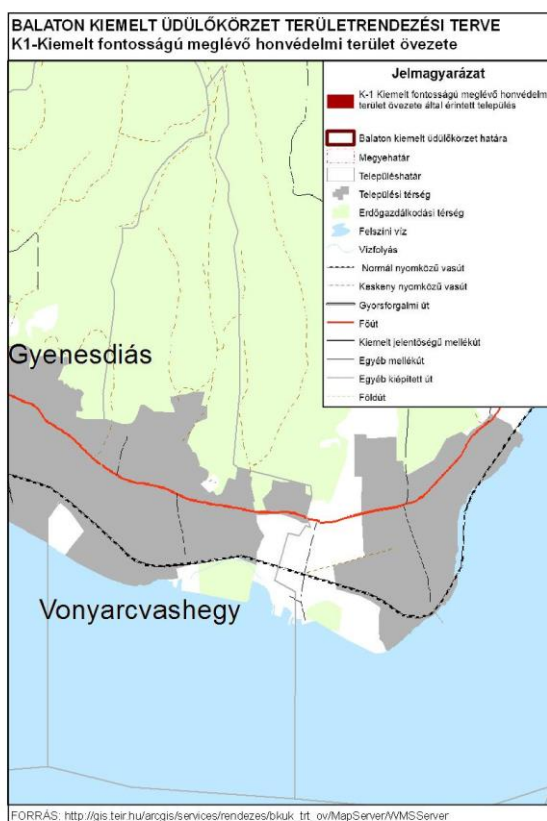 BALATON KIEMELT ÜDÜLŐKÖRZET TERÜLETRENDEZÉSI TERVE
K1-Kiemelt fontosságú meglévő honvédelmi terület övezete
Jelmagyarázat
K-1 Kiemelt fontosságú meglévő honvédelmi
terület övezete által érintett település
Balaton kiemelt üdülőkörzet határa
Megyehatár
Településhatár
Települési térség
Erdőgazdálkodási térség
Felszíni víz
Vízfolyás
Normál nyomközű vasút
Keskeny nyomközű vasút
Gyorsforgalmi út
Főút
Kiemelt jelentőségű mellékút
Egyéb mellékút
Egyéb kiépített út
Földút
Gyenesdiás
Vonyarcvashegy
FORRÁS: http://gis.teir.hu/arcgis/services/rendezes/bkuk_trt_ov/MapServer/WMSServer